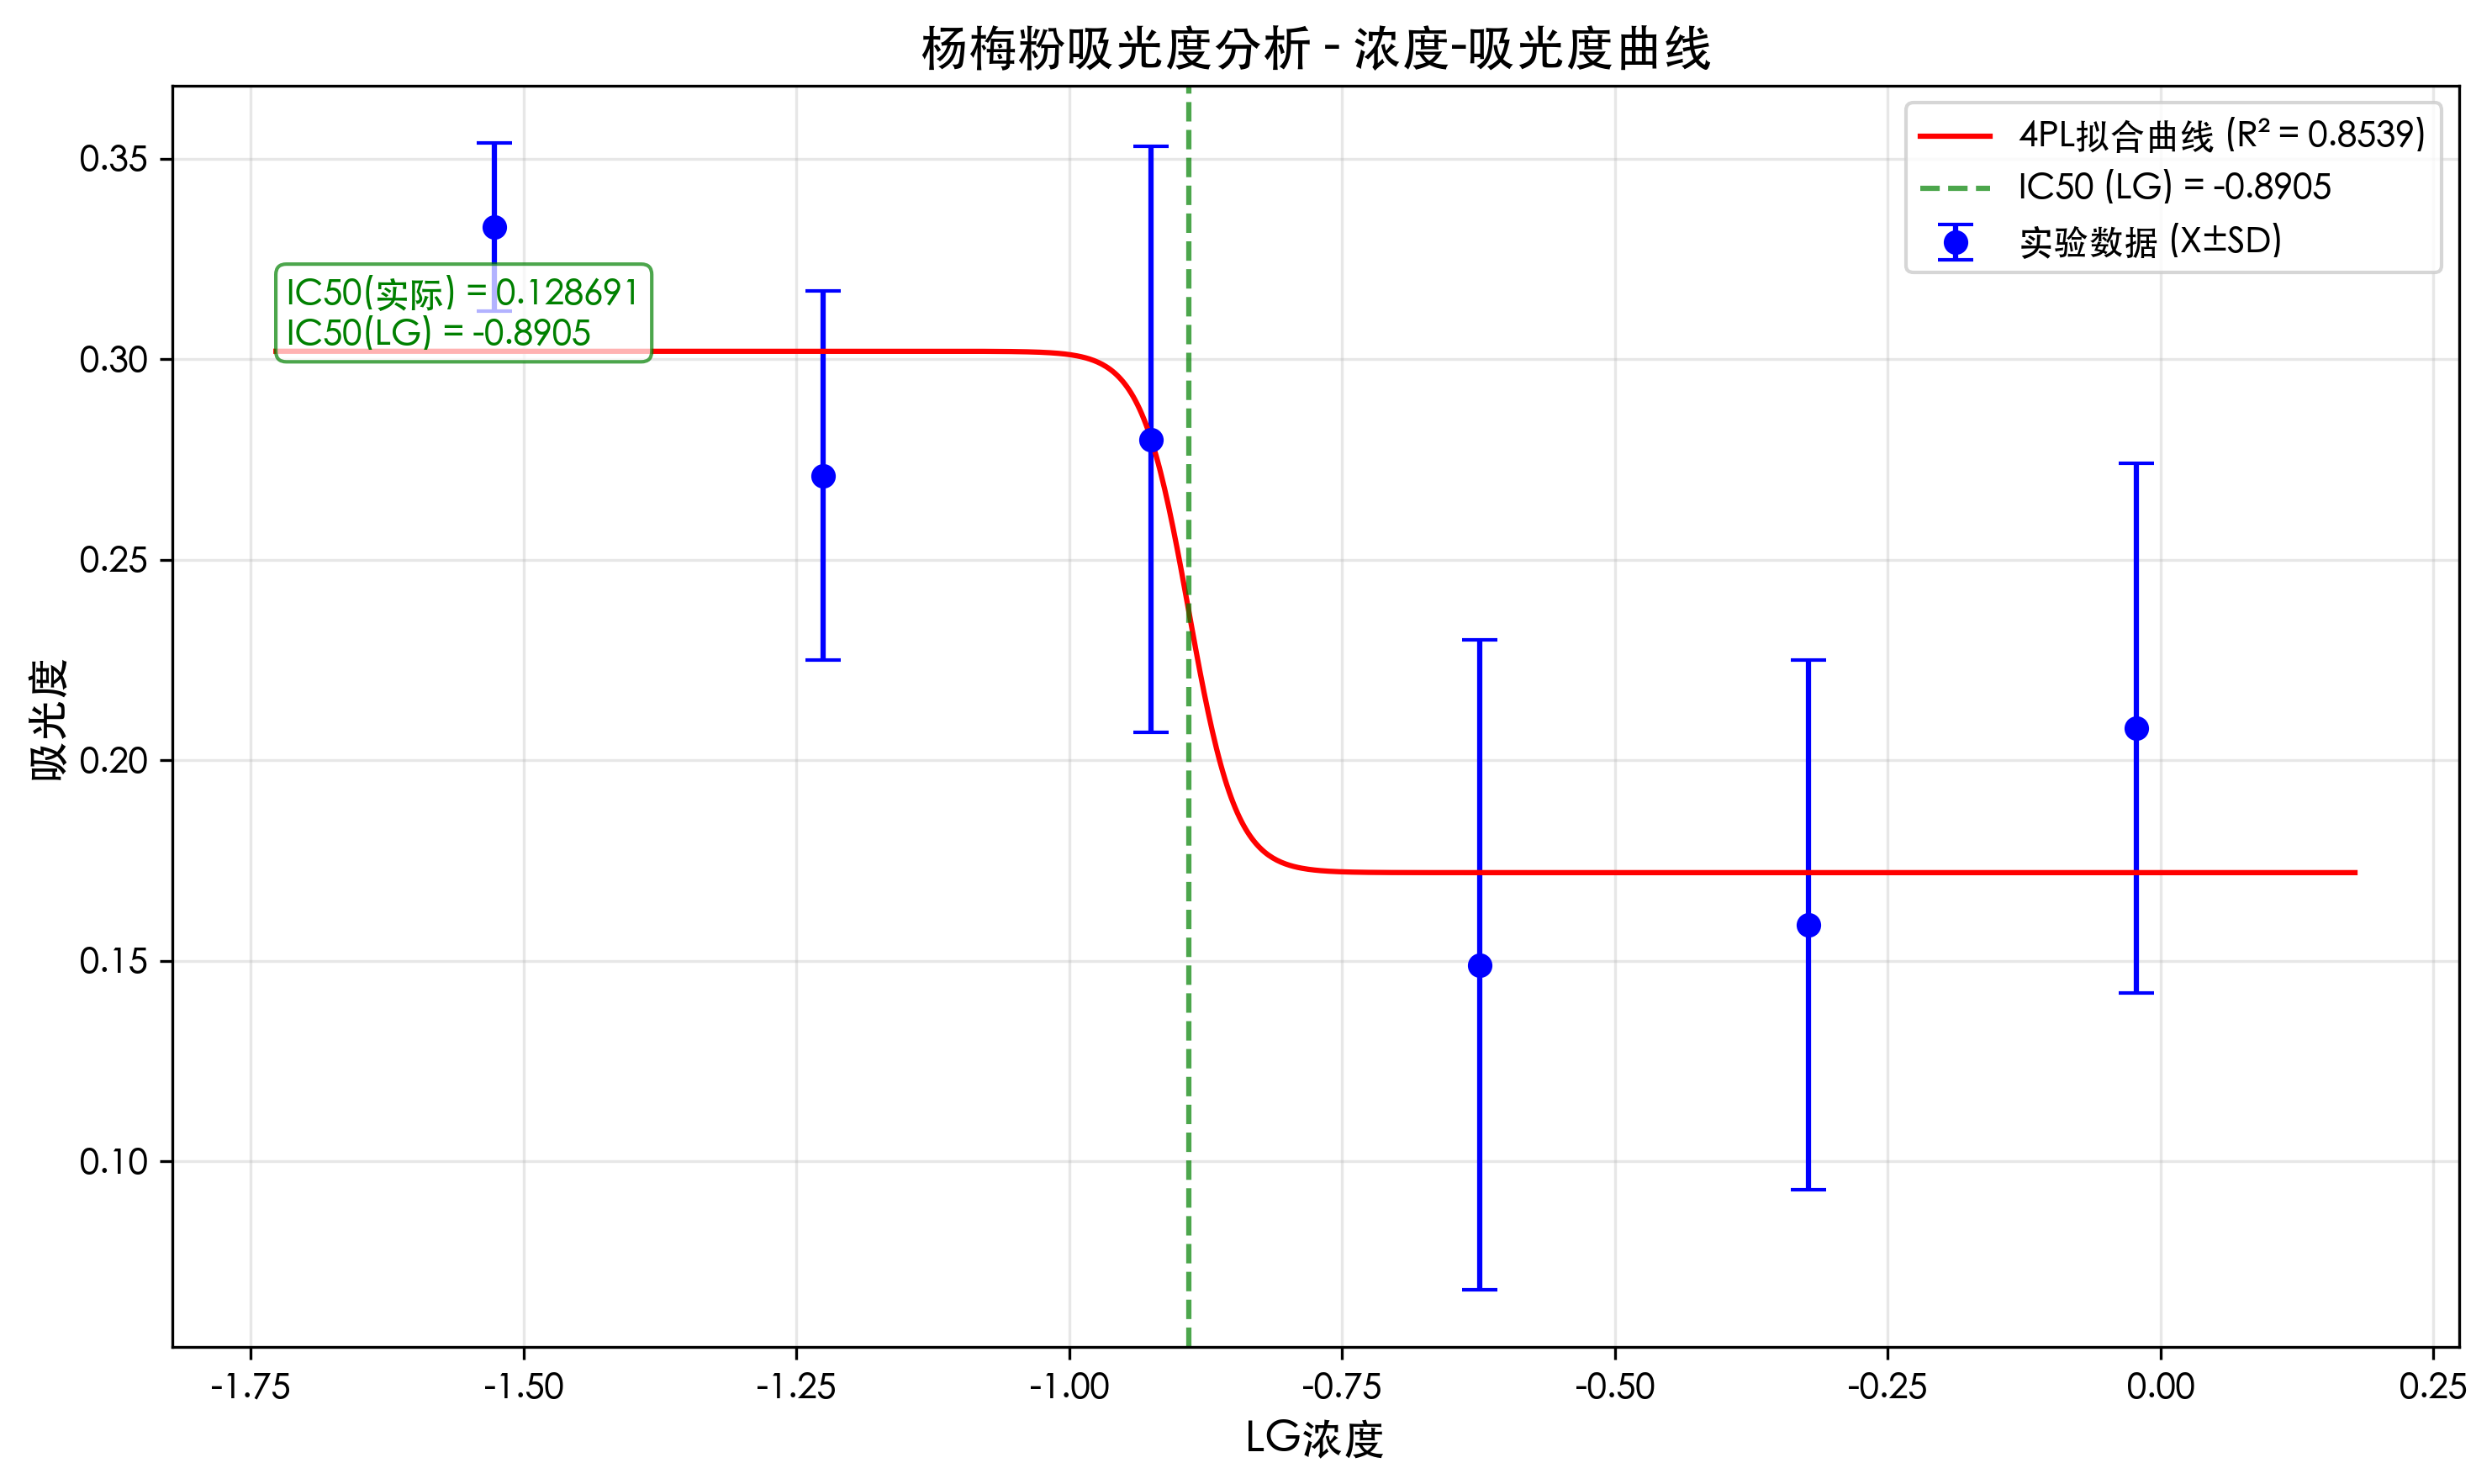 杨梅粉吸光度分析 - 浓度-吸光度曲线
4PL拟合曲线 (R² = 0.8539)
IC50 (LG) = -0.8905
实验数据 (X±SD)
IC50(实际) = 0.128691
IC50(LG) = -0.8905
吸光度
0.35
0.30
0.25
0.20
0.15
0.10
-1.75
-1.50
-1.25
-1.00
-0.75
-0.50
-0.25
0.00
0.25
LG浓度